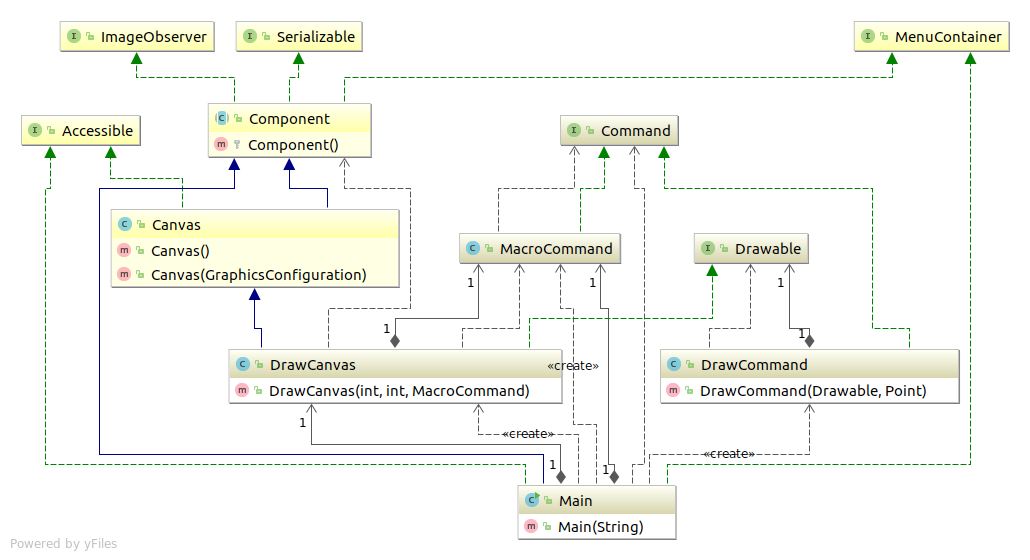 ImageObserver
Serializable
MenuContainer
Component
Component()
Accessible
Command
Canvas
Canvas()
Canvas(GraphicsConfiguration)
MacroCommand
Drawable
1
1
1
1
1
DrawCanvas
DrawCanvas(int, int, MacroCommand)
«create»
DrawCommand
DrawCommand(Drawable, Point)
1
«create»
«create»
1
1
Main
Main(String)
Powered by yFiles